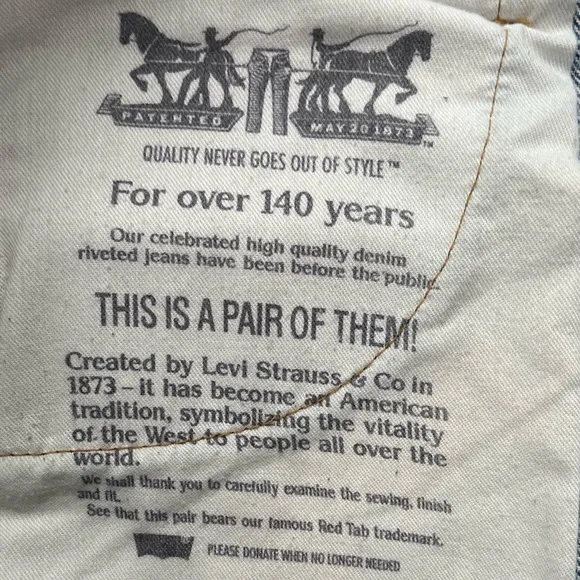 PATENTED MAY 20 1873 ™
QUALITY NEVER GOES OUT OF STYLE™
For over 140 years
Our celebrated high quality denim
riveted jeans have been before the public.
THIS IS A PAIR OF THEM!
Created by Levi Strauss & Co in
1873 – it has become an American
tradition, symbolizing the vitality
of the West to people all over the
world.
We shall thank you to carefully examine the sewing, finish
and fit.
See that this pair bears our famous Red Tab trademark.
PLEASE DONATE WHEN NO LONGER NEEDED